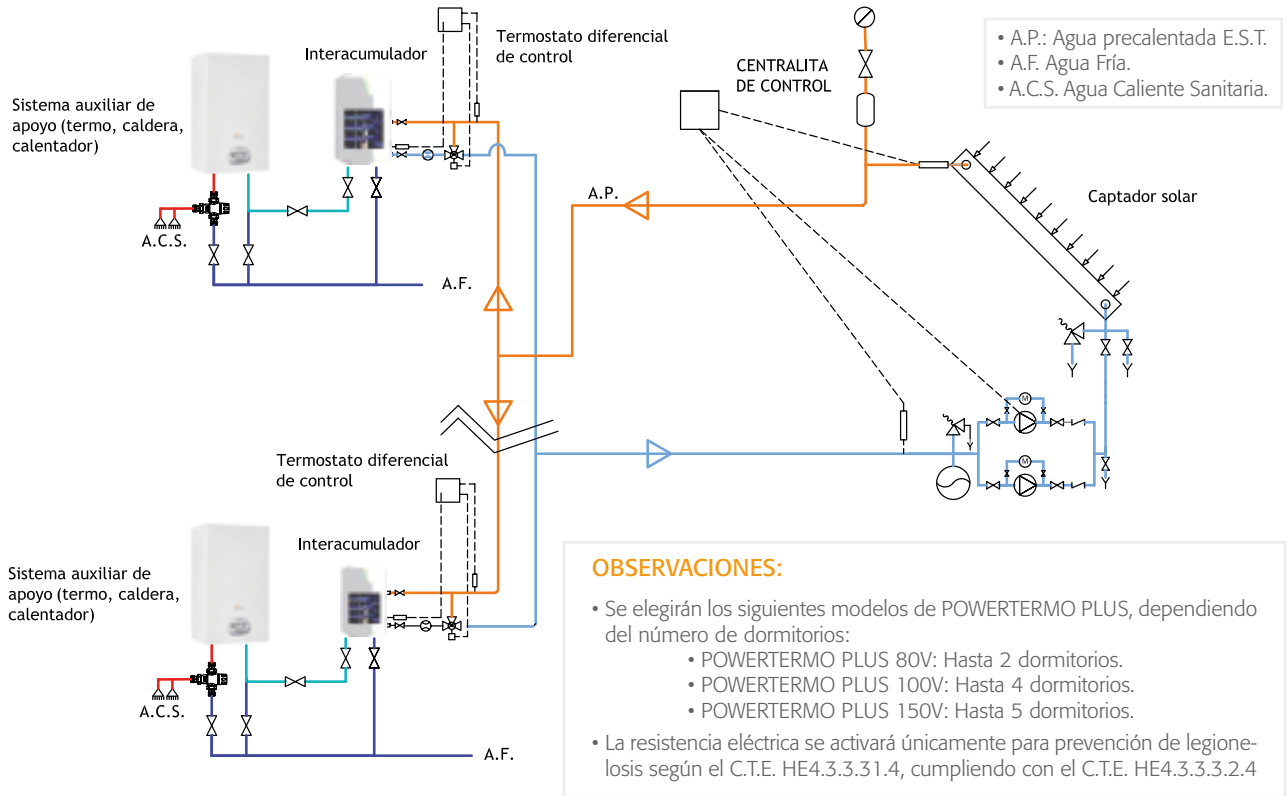 Termostato diferencial
de control
Interacumulador
Sistema auxiliar de
apoyo (termo, caldera,
calentador)
A.C.S.
A.F.
CENTRALITA
DE CONTROL
A.P.
Captador solar
• A.P.: Agua precalentada E.S.T.
• A.F. Agua Fría.
• A.C.S. Agua Caliente Sanitaria.
M
M
Termostato diferencial
de control
Interacumulador
Sistema auxiliar de
apoyo (termo, caldera,
calentador)
A.C.S.
A.F.
OBSERVACIONES:
• Se elegirán los siguientes modelos de POWERTERMO PLUS, dependiendo
del número de dormitorios:
• POWERTERMO PLUS 80V: Hasta 2 dormitorios.
• POWERTERMO PLUS 100V: Hasta 4 dormitorios.
• POWERTERMO PLUS 150V: Hasta 5 dormitorios.
• La resistencia eléctrica se activará únicamente para prevención de legione-
losis según el C.T.E. HE4.3.3.31.4, cumpliendo con el C.T.E. HE4.3.3.3.2.4